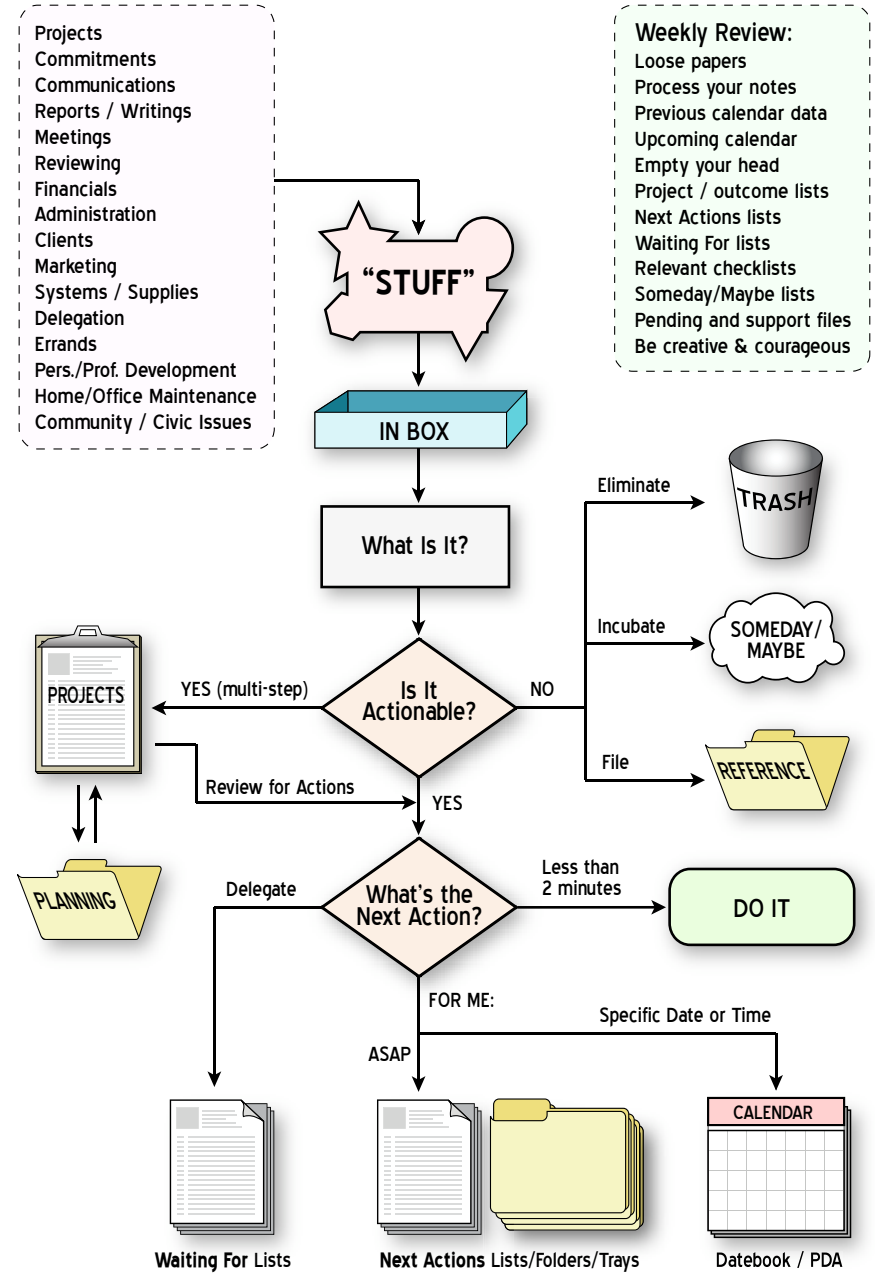 Projects
Commitments
Communications
Reports / Writings
Meetings
Reviewing
Financials
Administration
Clients
Marketing
Systems / Supplies
Delegation
Errands
Pers./Prof. Development
Home/Office Maintenance
Community / Civic Issues
Weekly Review:
Loose papers
Process your notes
Previous calendar data
Upcoming calendar
Empty your head
Project / outcome lists
Next Actions lists
Waiting For lists
Relevant checklists
Someday/Maybe lists
Pending and support files
Be creative & courageous
“STUFF”
IN BOX
What Is It?
Eliminate
TRASH
Incubate
SOMEDAY/
MAYBE
PROJECTS
YES (multi-step)
Is It
Actionable?
NO
File
REFERENCE
Review for Actions
YES
PLANNING
Delegate
What's the
Next Action?
Less than
2 minutes
DO IT
FOR ME:
Specific Date or Time
ASAP
CALENDAR
Waiting For Lists
Next Actions Lists/Folders/Trays
Datebook / PDA